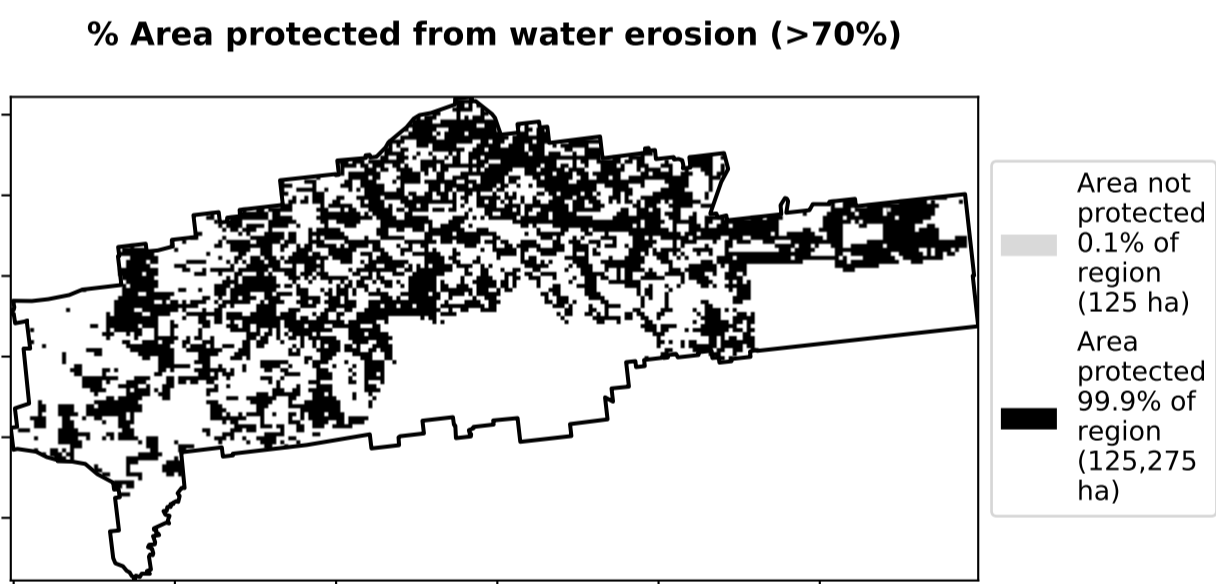 % Area protected from water erosion (>70%)
Area not
protected
0.1% of
region
(125 ha)
Area
protected
99.9% of
region
(125,275
ha)